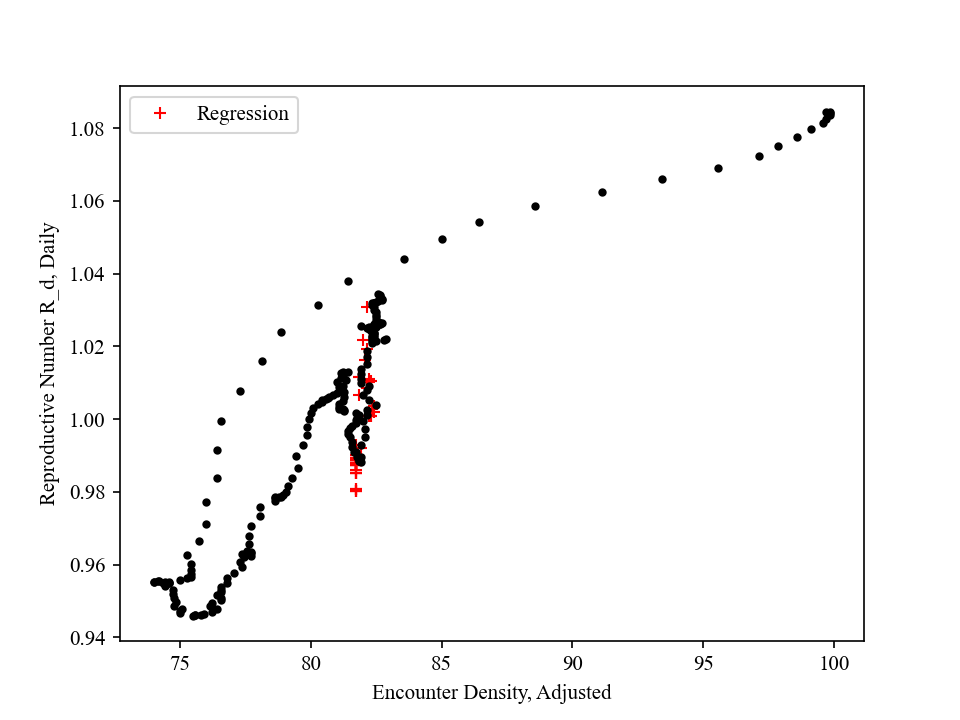 Regression
1.08
1.06
1.04
1.02
1.00
0.98
0.96
0.94
Reproductive Number R_d, Daily
75 80 85 90 95 100
Encounter Density, Adjusted